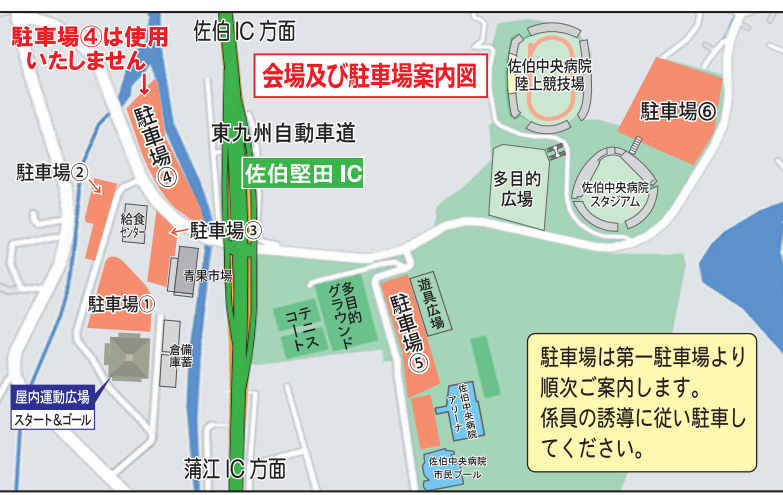 駐車場④は使用
いたしません
佐伯IC方面
会場及び駐車場案内図
佐伯中央病院
陸上競技場
駐車場⑥
駐車場④
東九州自動車道
佐伯堅田IC
駐車場②
多目的
広場
佐伯中央病院
スタジアム
給食
センター
駐車場③
青果市場
駐車場①
テニス
コート
多目的
グラウンド
駐車場⑤
遊具広場
備蓄
倉庫
屋内運動広場
スタート&ゴール
佐伯中央病院
アリーナ
佐伯中央病院
市民プール
蒲江IC方面
駐車場は第一駐車場より
順次ご案内します。
係員の誘導に従い駐車し
てください。